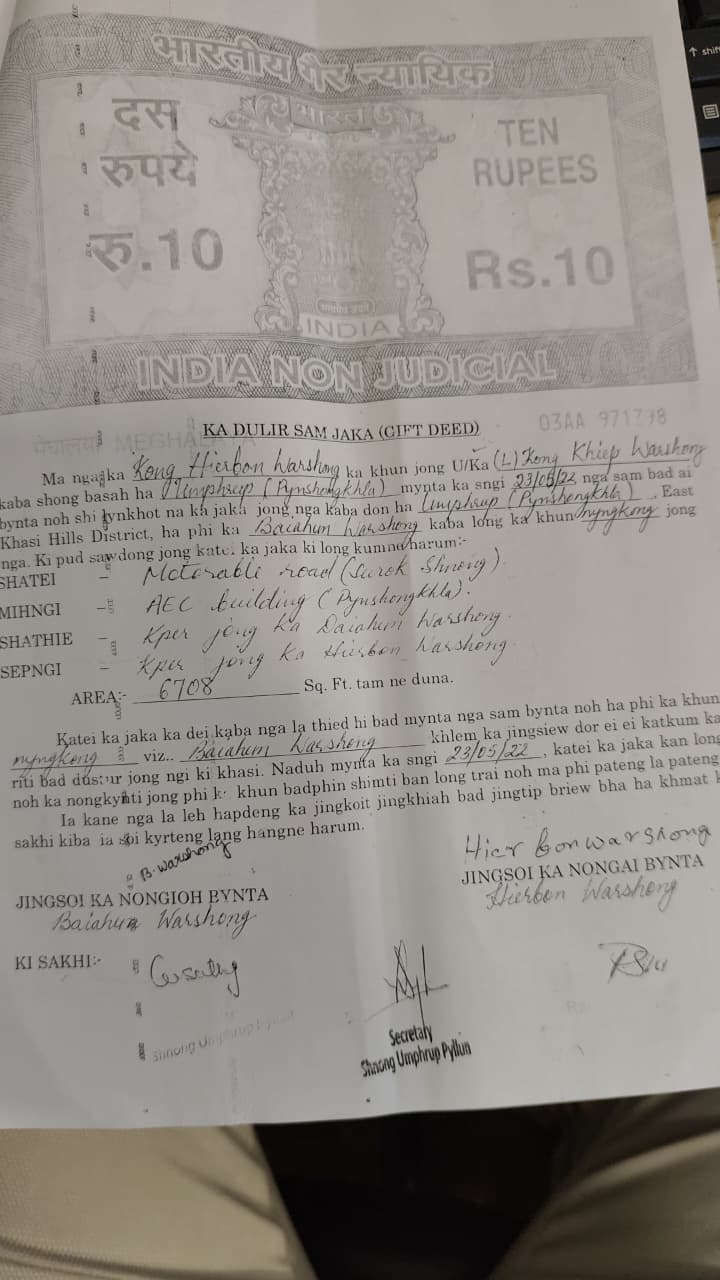 भारतीय गैर न्यायिक
दस
रुपये
रु.10
भारत
TEN
RUPEES
Rs.10
INDIA
INDIA NON JUDICIAL
मेघालय MEGHALAYA
03AA 971798
KA DULIR SAM JAKA (GIFT DEED)
Ma nga ka Kong Hierbon Warshong ka khun jong U/Ka (L) Kong Khiep Warshong
kaba shong basah ha Umphrup (Pynshongkhla) mynta ka sngi 23/05/22 nga sam bad ai
bynta noh shi lynkhot na ka jaka jong nga kaba don ha Umphrup (Pynshengkhla). East
Khasi Hills District, ha phi ka Baiahun Warshong kaba long ka khun nyngkong jong
nga. Ki pud sawdong jong katei ka jaka ki long kumne harum:-
SHATEI – Motorable road (Surok Shnong).
MIHNGI – AEC building (Pynshongkhla).
SHATHIE – Kper jong ka Daiahun Warshong.
SEPNGI – Kper jong ka Hierbon Warshong.
AREA:- 6708 Sq. Ft. tam ne duna.
Katei ka jaka ka dei kaba nga la thied hi bad mynta nga sam bynta noh ha phi ka khun
nyngkong viz.. Baiahun Warshong khlem ka jingsiew dor ei ei katkum ka
riti bad dustur jong ngi ki khasi. Naduh mynta ka sngi 23/05/22, katei ka jaka kan long
noh ka nongkynti jong phi ka khun badphin shimti ban long trai noh ma phi pateng la pateng
Ia kane nga la leh hapdeng ka jingkoit jingkhiah bad jingtip briew bha ha khmat k
sakhi kiba ia soi kyrteng lang hangne harum.
B. Warshong
Hier bon warshong
JINGSOI KA NONGIOH BYNTA
JINGSOI KA NONGAI BYNTA
Baiahun Warshong
Hierbon Warshong
KI SAKHI:-
Secretary
Shnong Umphrup Pyllun